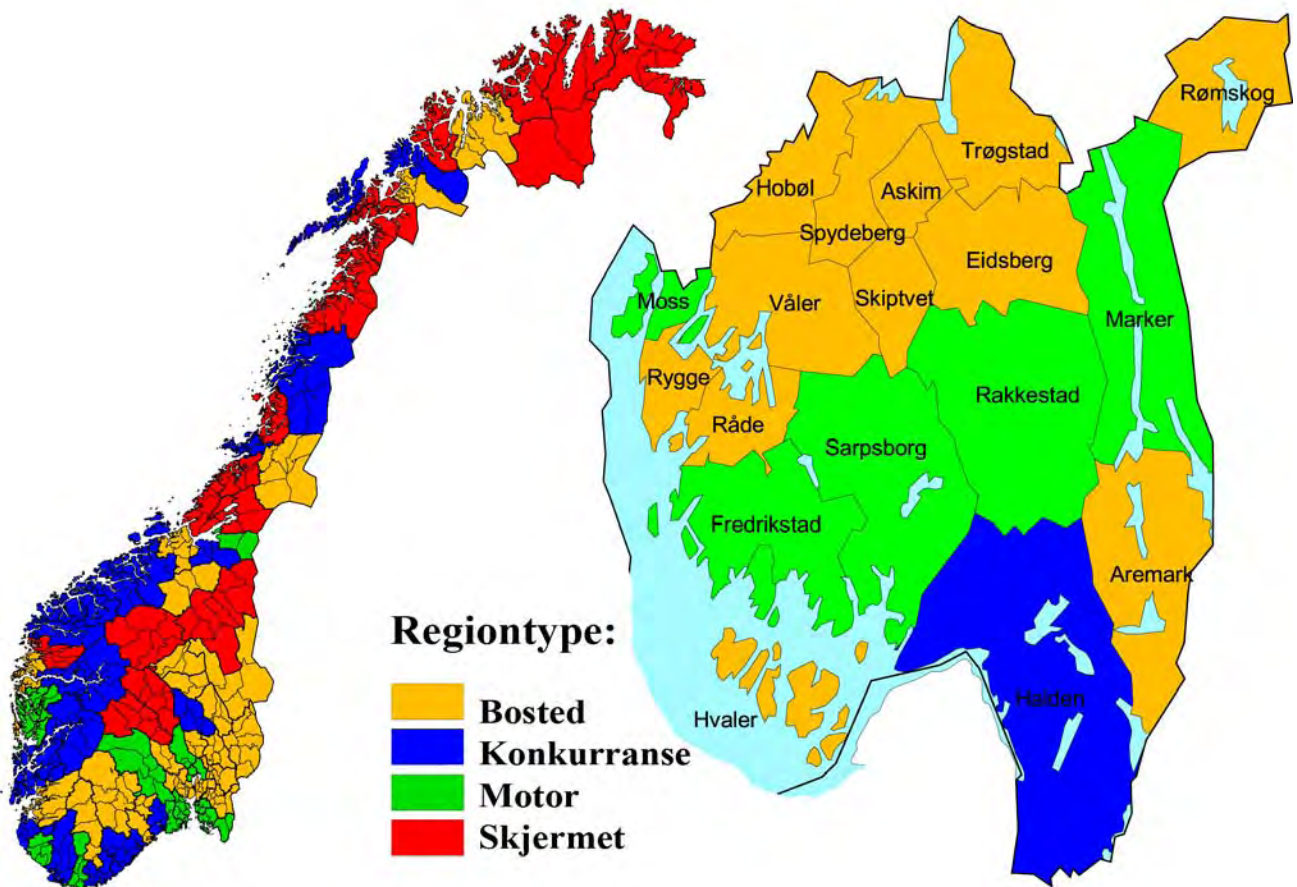 Regiontype:
Bosted
Konkurranse
Motor
Skjermet
Rømskog
Trøgstad
Hobøl
Askim
Spydeberg
Eidsberg
Moss
Våler
Skiptvet
Marker
Rygge
Rakkestad
Råde
Sarpsborg
Fredrikstad
Aremark
Halden
Hvaler